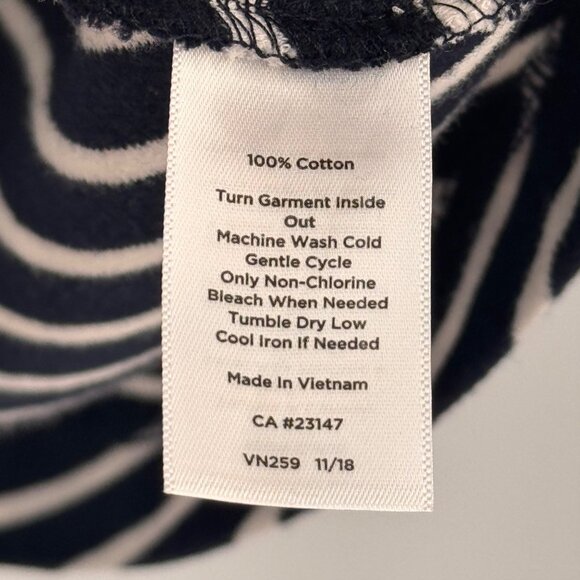 100% Cotton
Turn Garment Inside
Out
Machine Wash Cold
Gentle Cycle
Only Non-Chlorine
Bleach When Needed
Tumble Dry Low
Cool Iron If Needed
Made In Vietnam
CA #23147
VN259 11/18